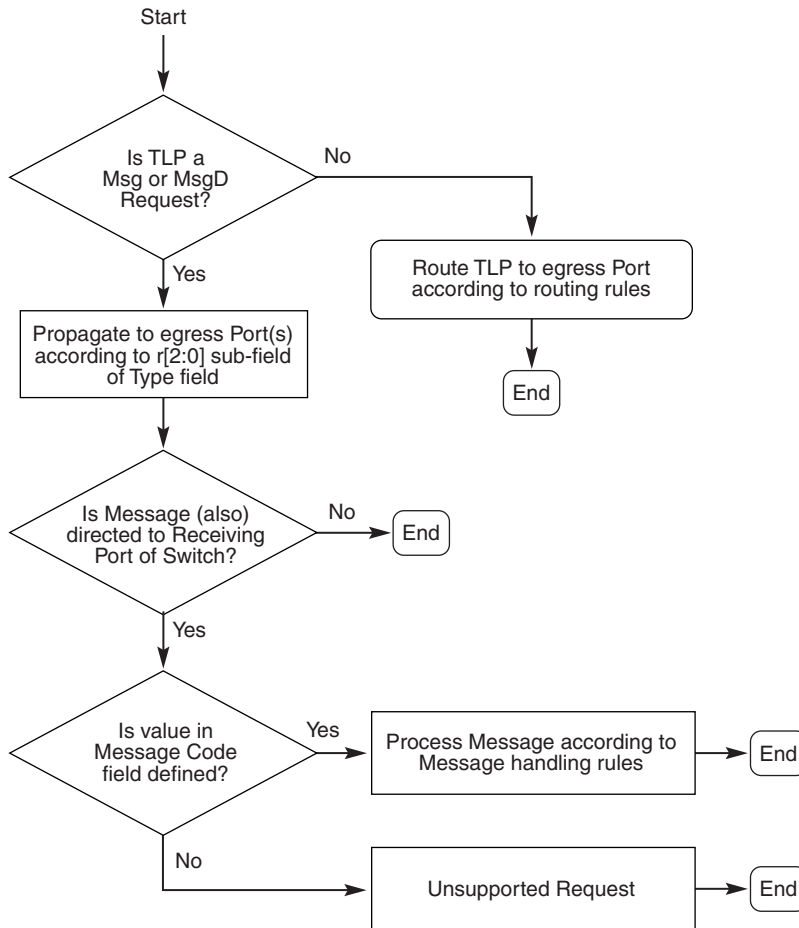 Start
Is TLP a
Msg or MsgD
Request?
No
Route TLP to egress Port
according to routing rules
End
Yes
Propagate to egress Port(s)
according to r[2:0] sub-field
of Type field
Is Message (also)
directed to Receiving
Port of Switch?
No
End
Yes
Is value in
Message Code
field defined?
Yes
Process Message according to
Message handling rules
End
No
Unsupported Request
End